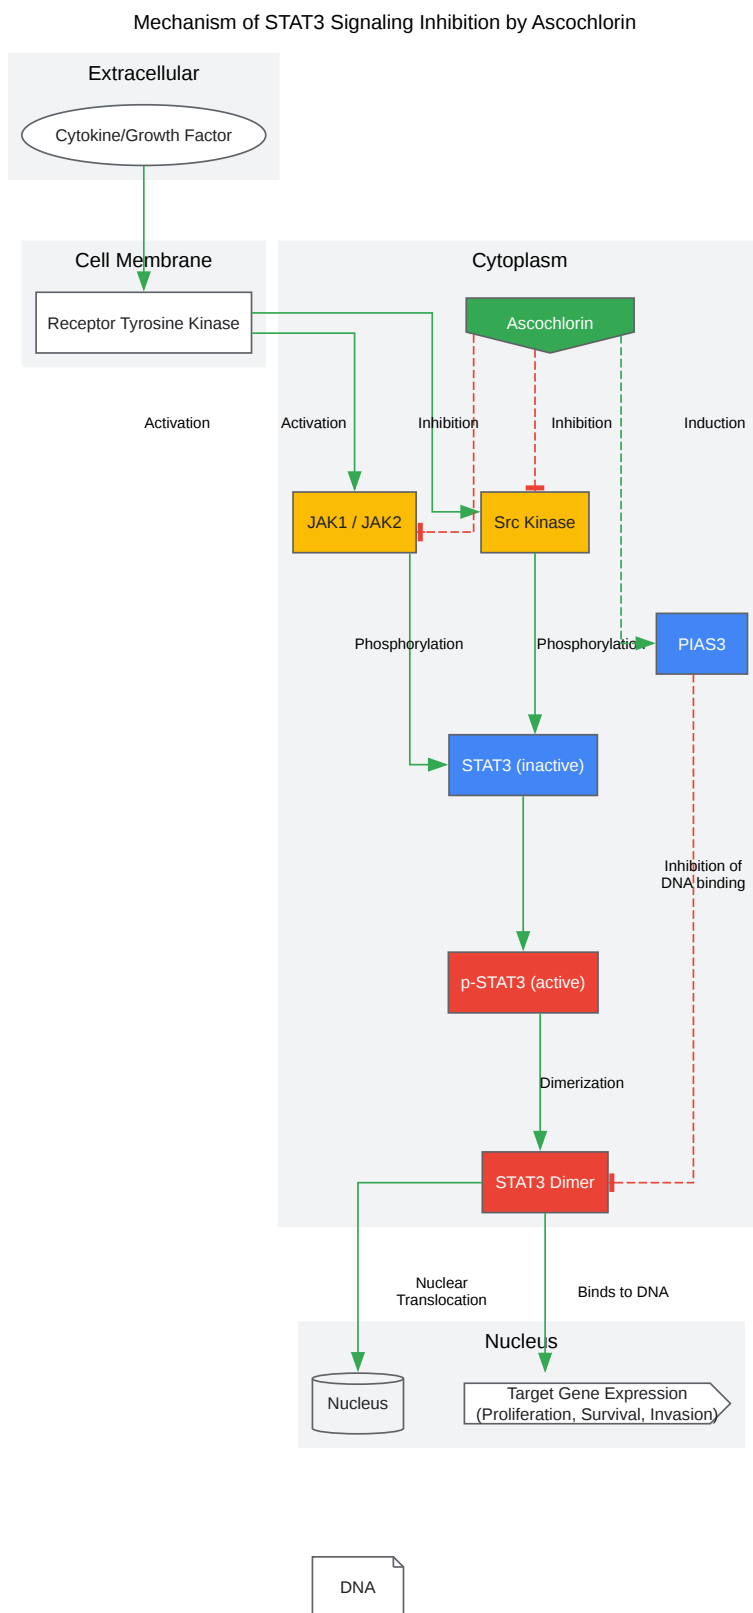 Mechanism of STAT3 Signaling Inhibition by Ascochlorin
Extracellular
Cytokine/Growth Factor
Cell Membrane
Cytoplasm
Receptor Tyrosine Kinase
Ascochlorin
Activation
Activation
Inhibition
Inhibition
Induction
JAK1 / JAK2
Src Kinase
Phosphorylation
Phosphorylation
PIAS3
STAT3 (inactive)
Inhibition of
DNA binding
p-STAT3 (active)
Dimerization
STAT3 Dimer
Nuclear
Translocation
Binds to DNA
Nucleus
Nucleus
Target Gene Expression
(Proliferation, Survival, Invasion)
DNA